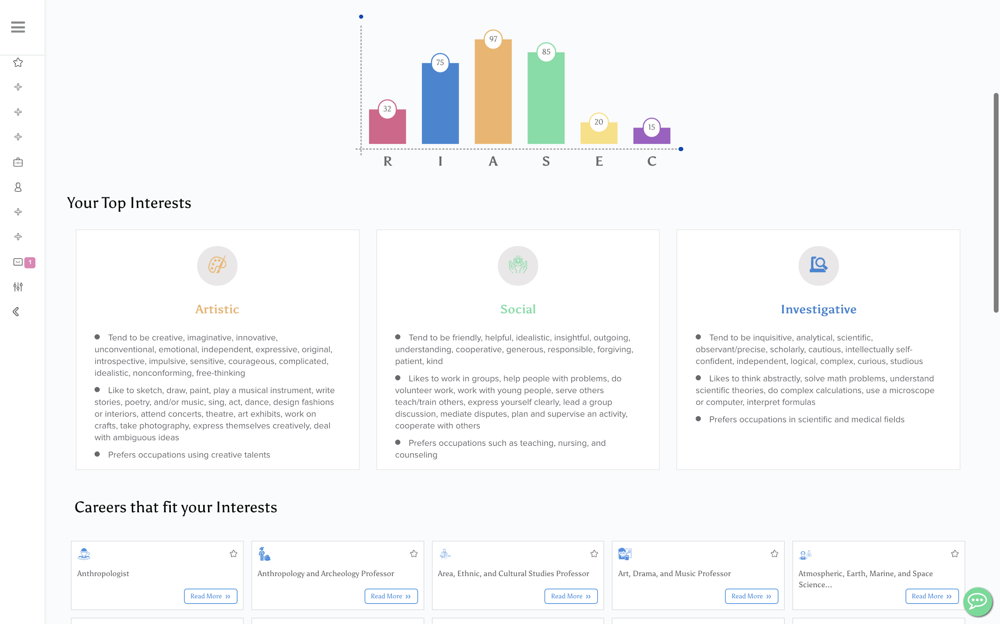 97
85
75
32
20
15
R I A S E C
Your Top Interests
1
Artistic
Tend to be creative, imaginative, innovative,
unconventional, emotional, independent, expressive, original,
introspective, impulsive, sensitive, courageous, complicated,
idealistic, nonconforming, free-thinking
Like to sketch, draw, paint, play a musical instrument, write
stories, poetry, and/or music, sing, act, dance, design fashions
or interiors, attend concerts, theatre, art exhibits, work on
crafts, take photography, express themselves creatively, deal
with ambiguous ideas
Prefers occupations using creative talents
Social
Tend to be friendly, helpful, idealistic, insightful, outgoing,
understanding, cooperative, generous, responsible, forgiving,
patient, kind
Likes to work in groups, help people with problems, do
volunteer work, work with young people, serve others
teach/train others, express yourself clearly, lead a group
discussion, mediate disputes, plan and supervise an activity,
cooperate with others
Prefers occupations such as teaching, nursing, and
counseling
Investigative
Tend to be inquisitive, analytical, scientific,
observant/precise, scholarly, cautious, intellectually self-
confident, independent, logical, complex, curious, studious
Likes to think abstractly, solve math problems, understand
scientific theories, do complex calculations, use a microscope
or computer, interpret formulas
Prefers occupations in scientific and medical fields
Careers that fit your Interests
Anthropologist
Read More »
Anthropology and Archeology Professor
Read More »
Area, Ethnic, and Cultural Studies Professor
Read More »
Art, Drama, and Music Professor
Read More »
Atmospheric, Earth, Marine, and Space
Science...
Read More »